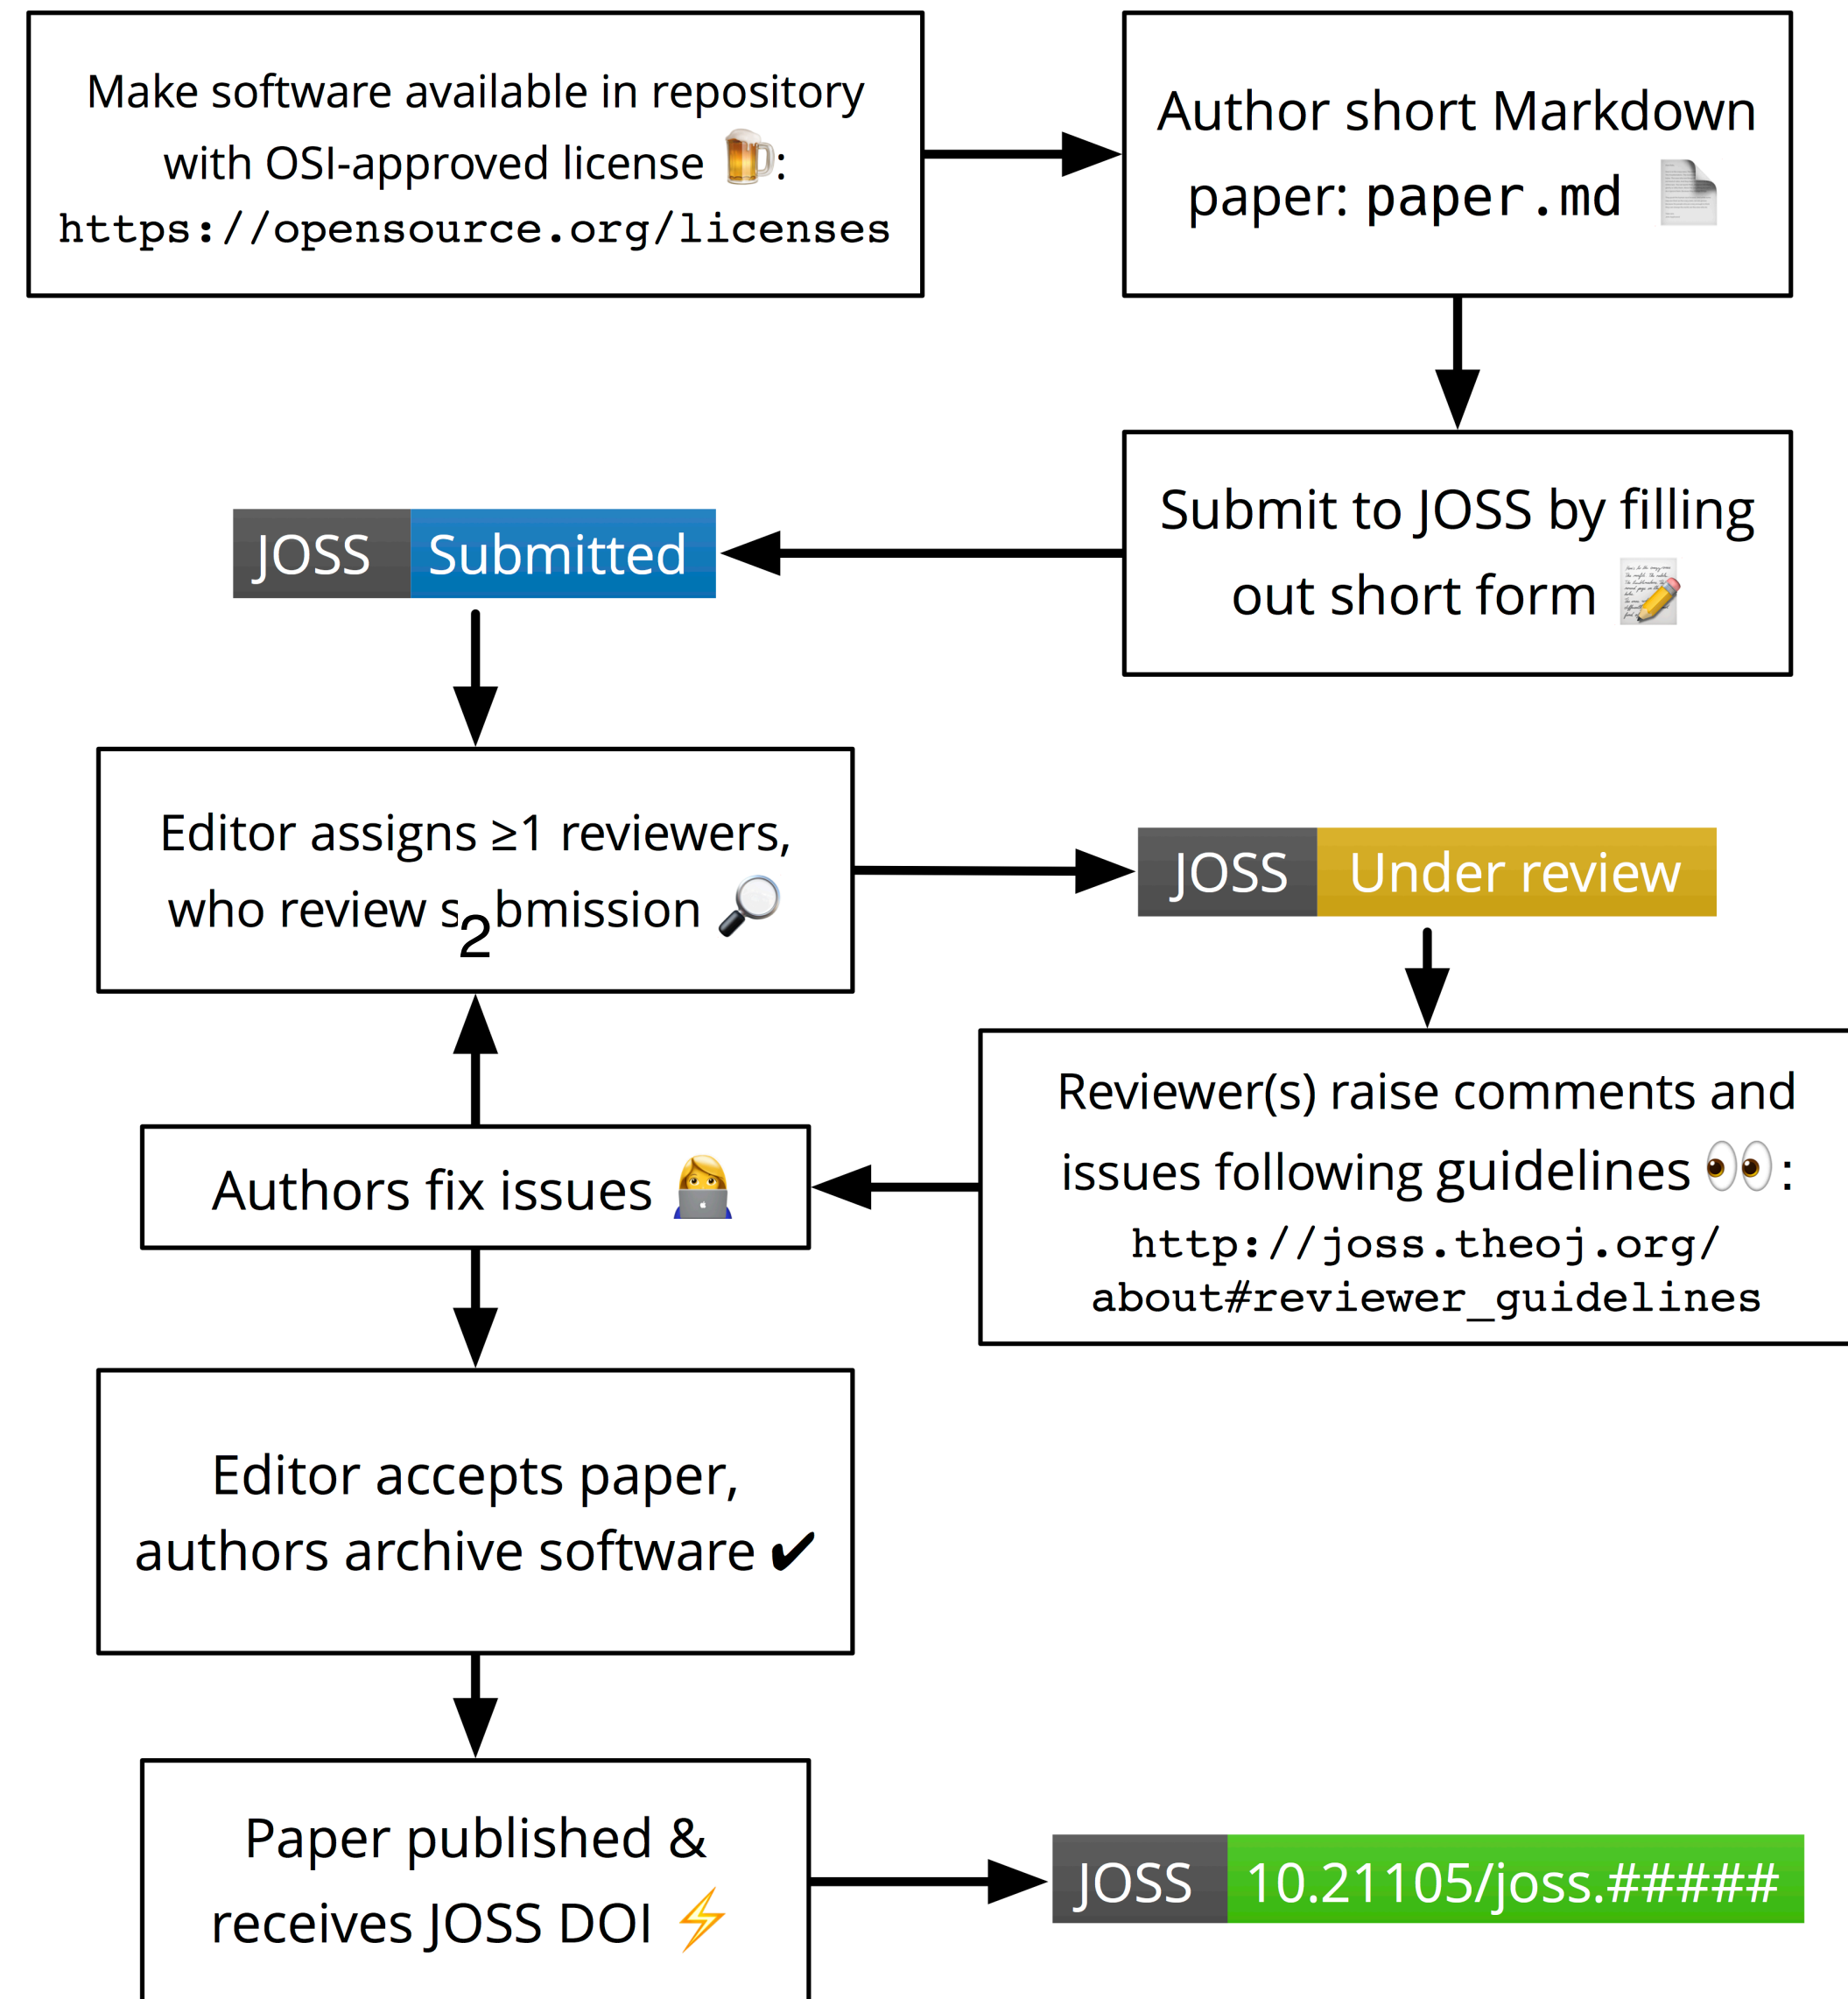 Make software available in repository
with OSI-approved license 🍺:
https://opensource.org/licenses
Author short Markdown
paper: paper.md
Submit to JOSS by filling
out short form
JOSS Submitted
Editor assigns ≥1 reviewers,
who review s2bmission
JOSS Under review
Reviewer(s) raise comments and
issues following guidelines 👀:
http://joss.theoj.org/
about#reviewer_guidelines
Authors fix issues
Editor accepts paper,
authors archive software ✔
Paper published &
receives JOSS DOI ⚡
JOSS 10.21105/joss.#####